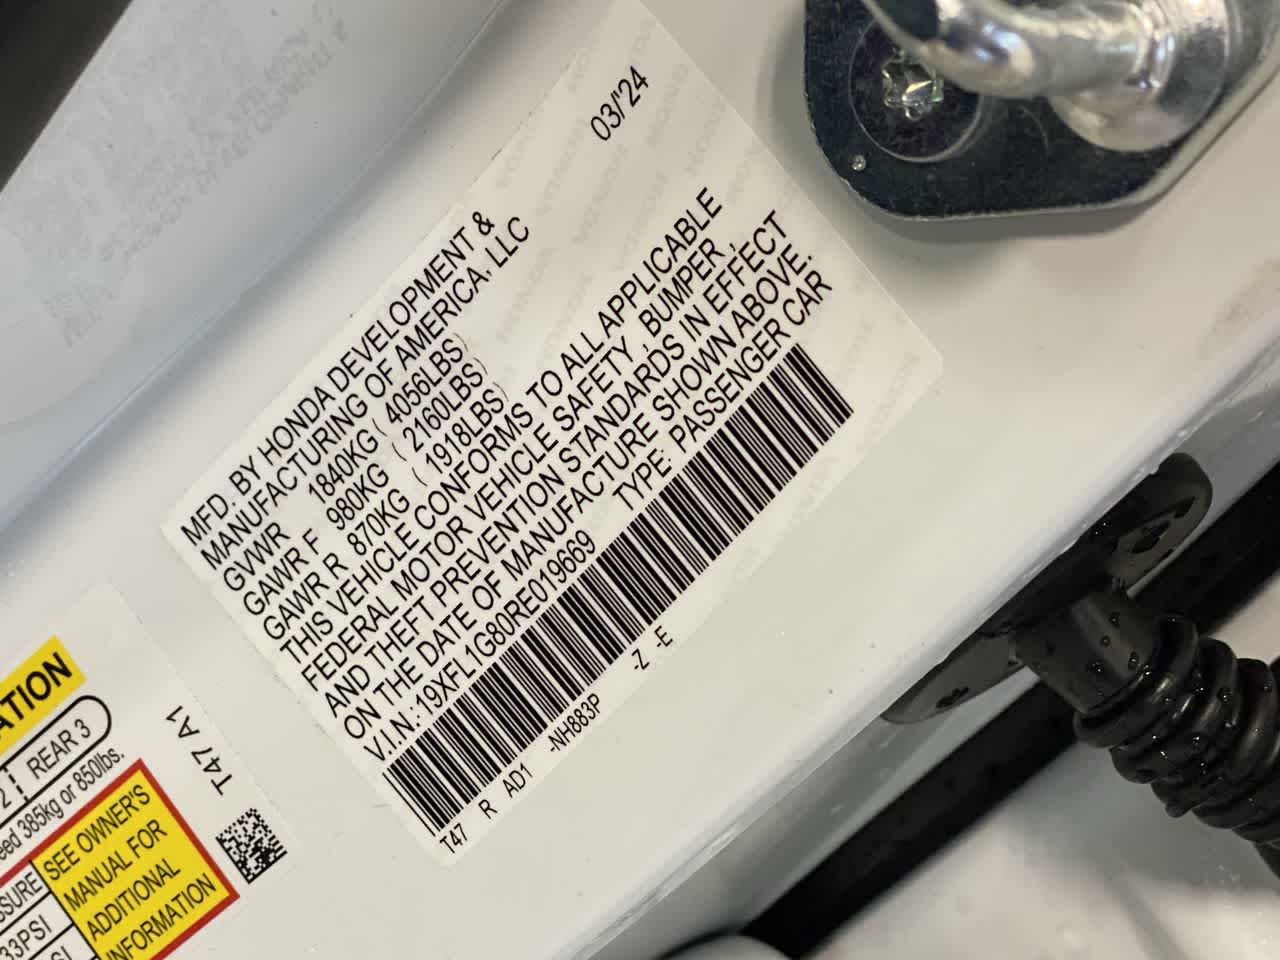 03/'24
MFD. BY HONDA DEVELOPMENT &
MANUFACTURING OF AMERICA, LLC
GVWR 1840KG ( 4056LBS)
GAWR F 980KG ( 2160LBS)
GAWR R 870KG ( 1918LBS)
THIS VEHICLE CONFORMS TO ALL APPLICABLE
FEDERAL MOTOR VEHICLE SAFETY , BUMPER ,
AND THEFT PREVENTION STANDARDS IN EFFECT
ON THE DATE OF MANUFACTURE SHOWN ABOVE.
V.I.N.:19XFL1G80RE019669 TYPE: PASSENGER CAR
T47 R AD1 -NH883P -Z -E
T47 A1
REAR 3
385kg or 850lbs.
SEE OWNER'S
MANUAL FOR
ADDITIONAL
INFORMATION
33PSI